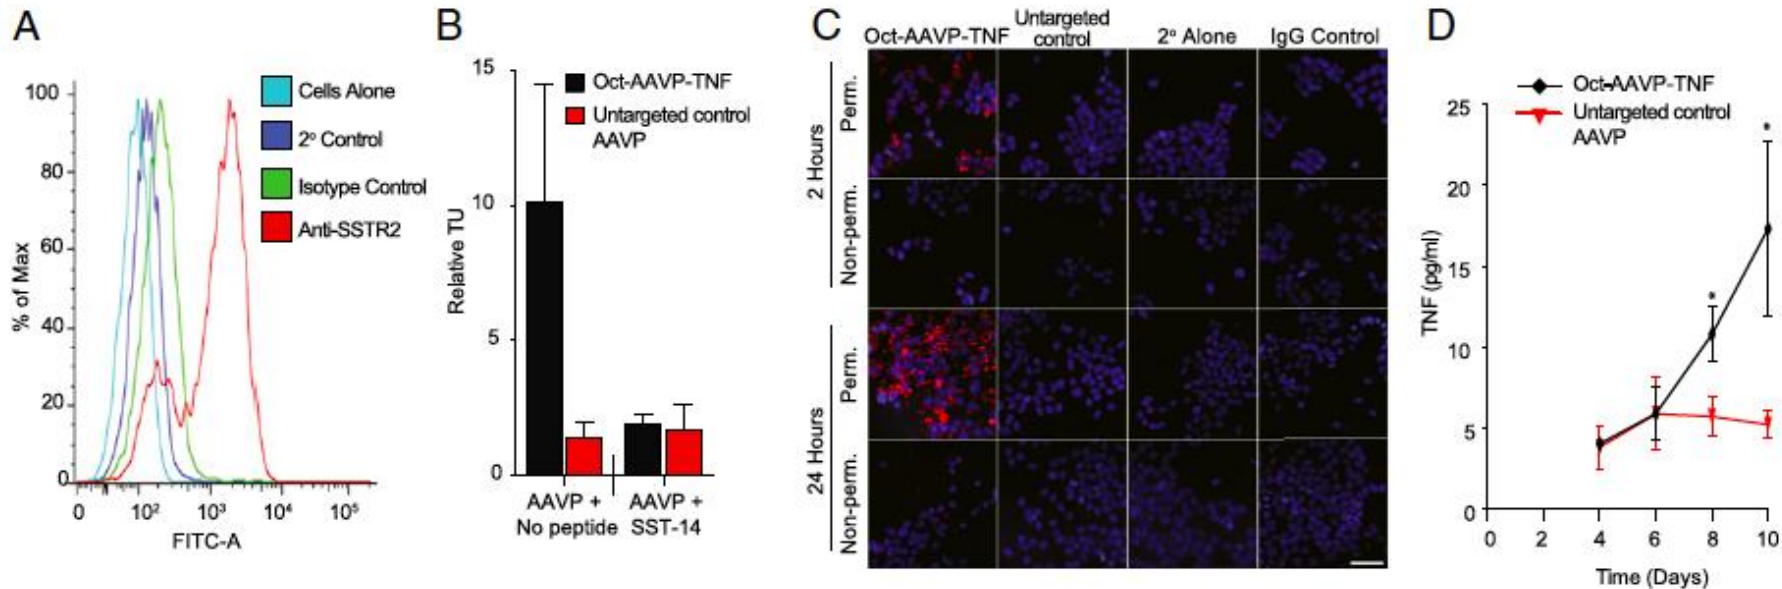 A
100
80
60
40
20
0
% of Max
0 10² 10³ 10⁴ 10⁵
FITC-A
Cells Alone
2° Control
Isotype Control
Anti-SSTR2
B
15
10
5
0
Relative TU
Oct-AAVP-TNF
Untargeted control
AAVP
AAVP +
No peptide
AAVP +
SST-14
C
Oct-AAVP-TNF
Untargeted
control
2° Alone
IgG Control
2 Hours
Perm.
Non-perm.
24 Hours
Perm.
Non-perm.
D
Oct-AAVP-TNF
Untargeted control
AAVP
25
20
15
10
5
0
TNF (pg/ml)
*
*
0 2 4 6 8 10
Time (Days)